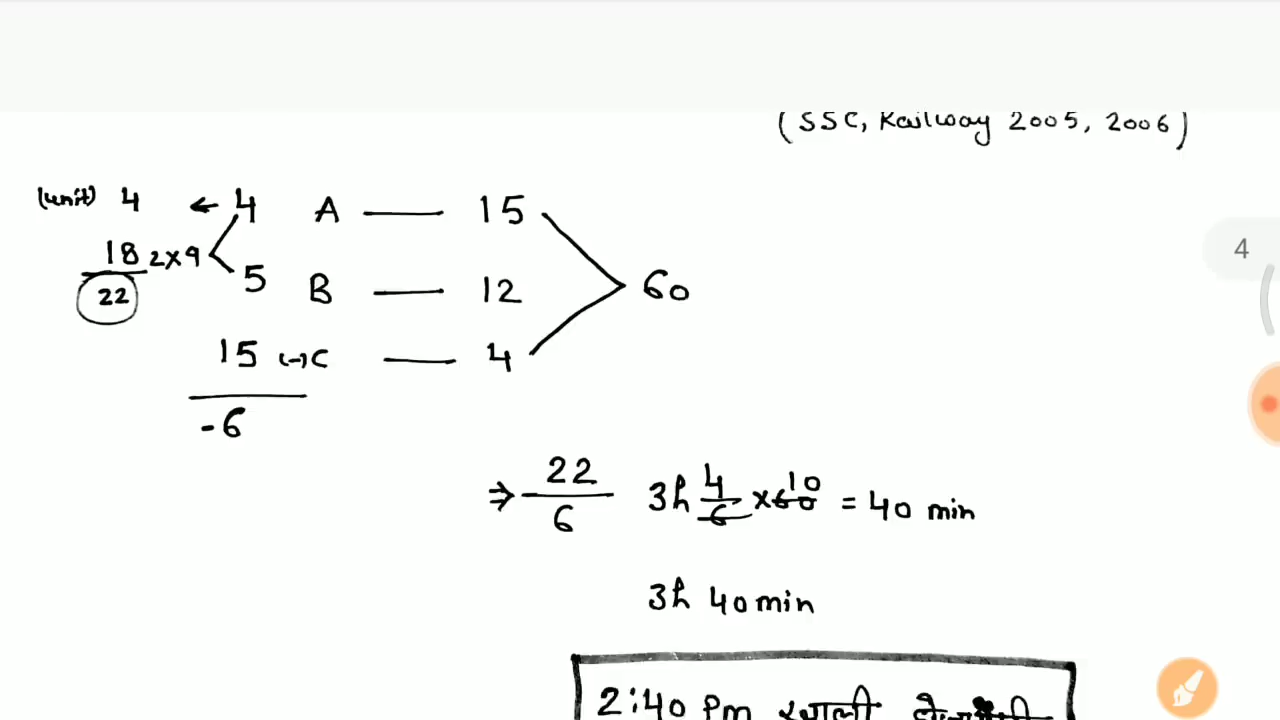 (SSC, Railway 2005, 2006)
(unit) 4 ← 4 A — 15
18 2×9 5 B — 12 60
22
15 (-)C — 4
-6
⇒ 22/6 3h 4/6 ×60 10 = 40 min
3h 40min
2:40 Pm खाली
4